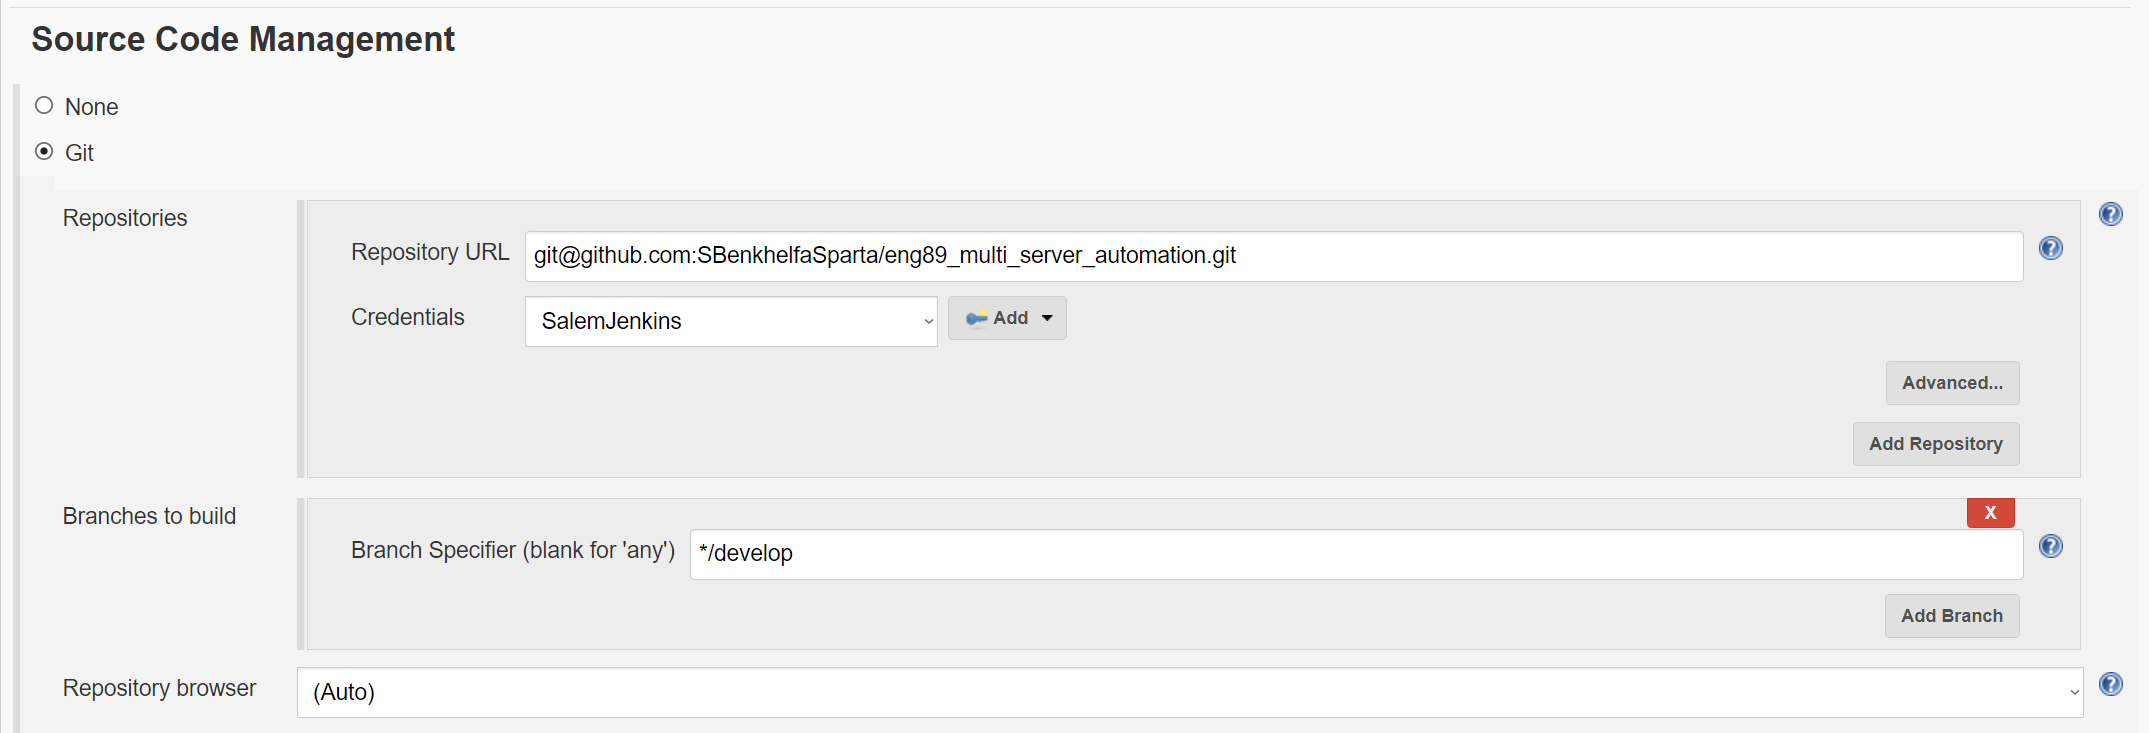 Source Code Management
None
Git
Repositories
Repository URL git@github.com:SBenkhelfaSparta/eng89_multi_server_automation.git
Credentials SalemJenkins Add
Advanced...
Add Repository
Branches to build
X
Branch Specifier (blank for 'any') */develop
Add Branch
Repository browser (Auto)